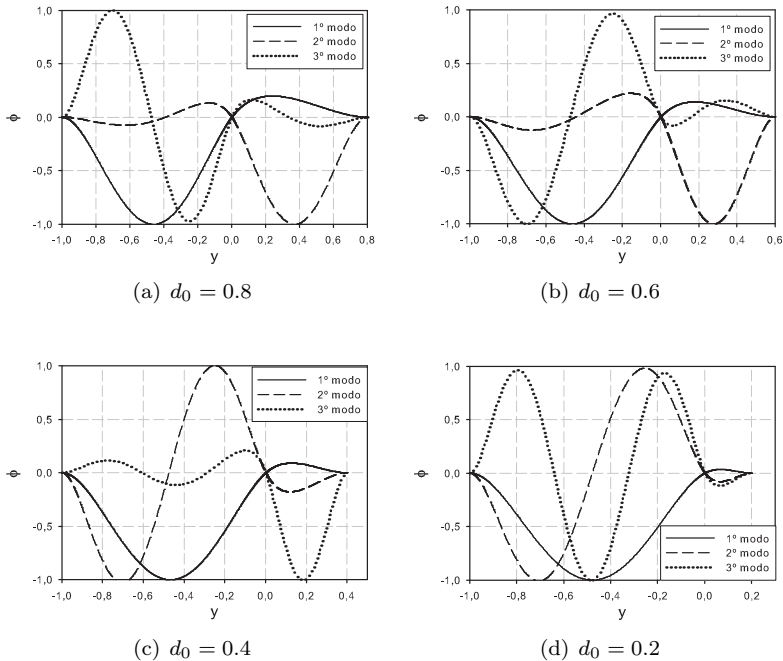 1,0
0,5
0,0
-0,5
-1,0
ϕ
-1,0 -0,8 -0,6 -0,4 -0,2 0,0 0,2 0,4 0,6 0,8
y
1º modo
2º modo
3º modo
(a) d₀ = 0.8
1,0
0,5
0,0
-0,5
-1,0
ϕ
-1,0 -0,8 -0,6 -0,4 -0,2 0,0 0,2 0,4 0,6
y
1º modo
2º modo
3º modo
(b) d₀ = 0.6
1,0
0,5
0,0
-0,5
-1,0
ϕ
-1,0 -0,8 -0,6 -0,4 -0,2 0,0 0,2 0,4
y
1º modo
2º modo
3º modo
(c) d₀ = 0.4
1,0
0,5
0,0
-0,5
-1,0
ϕ
-1,0 -0,8 -0,6 -0,4 -0,2 0,0 0,2
y
1º modo
2º modo
3º modo
(d) d₀ = 0.2